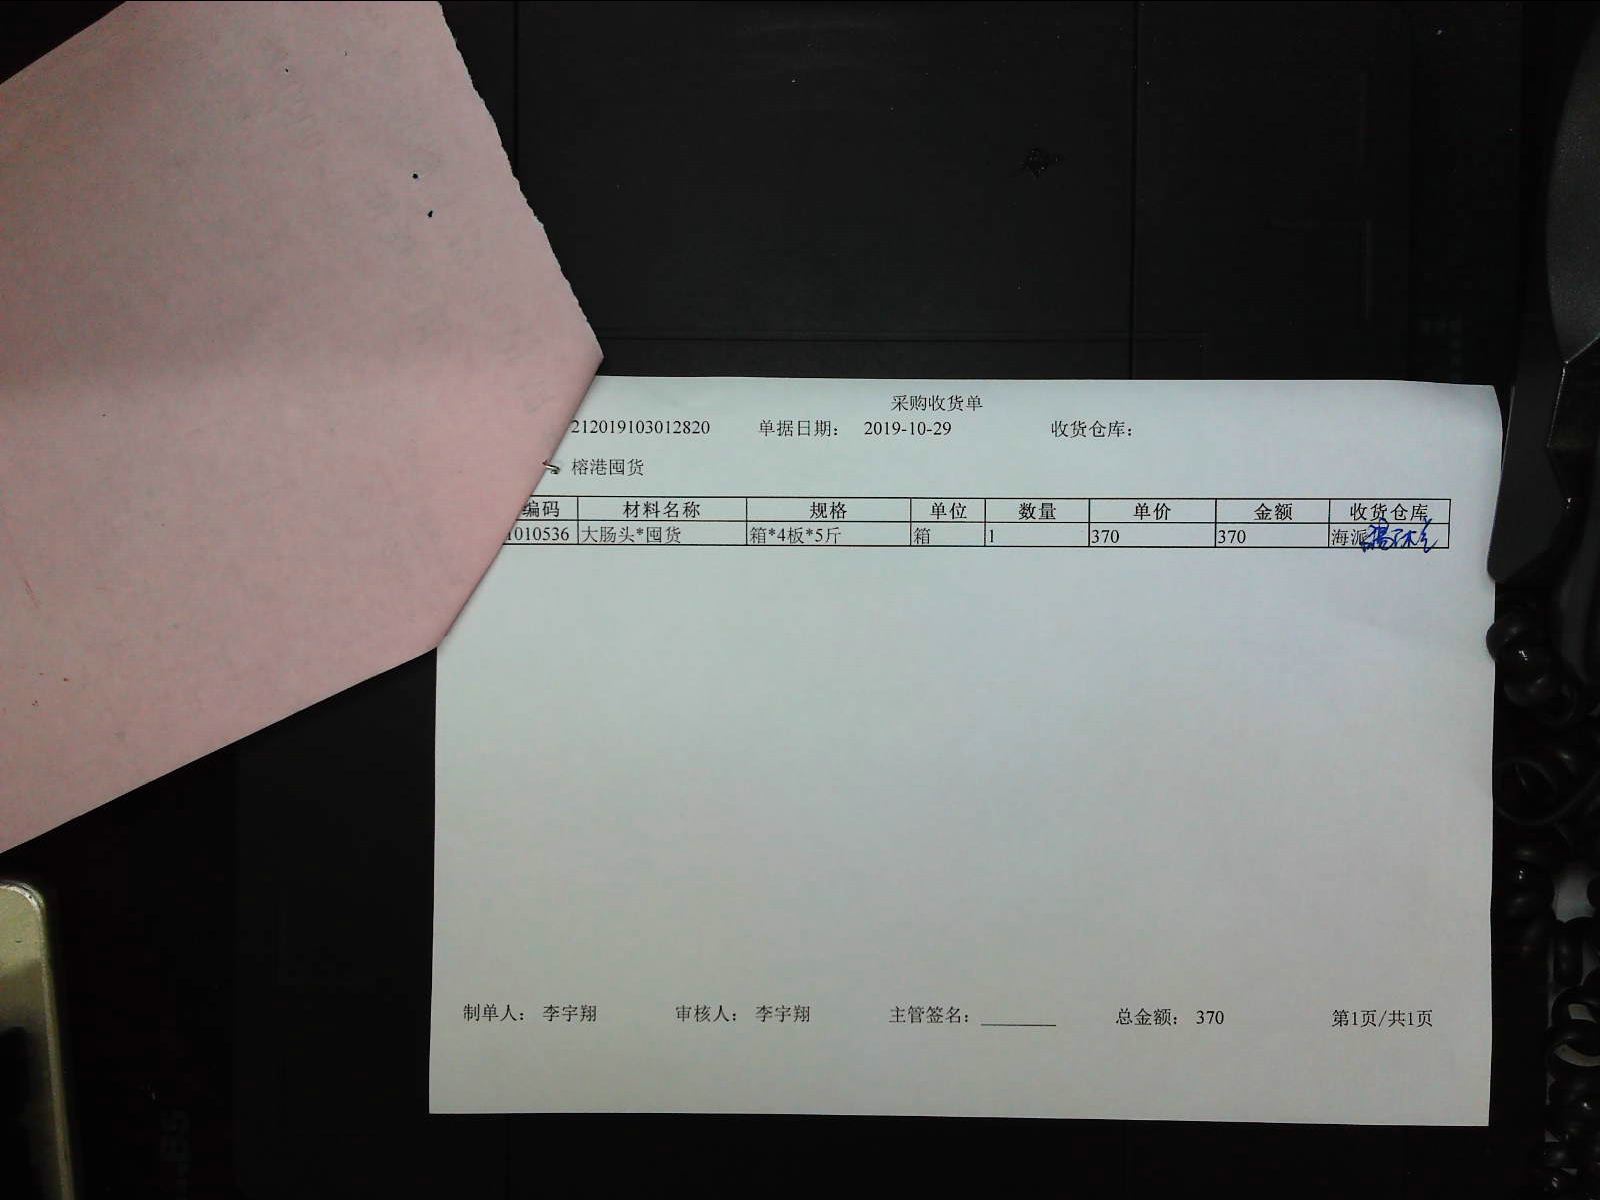 采购收货单
212019103012820 单据日期： 2019-10-29 收货仓库：
榕港囤货
编码 材料名称 规格 单位 数量 单价 金额 收货仓库
1010536 大肠头*囤货 箱*4板*5斤 箱 1 370 370 海派
制单人： 李宇翔 审核人： 李宇翔 主管签名： 总金额： 370 第1页/共1页